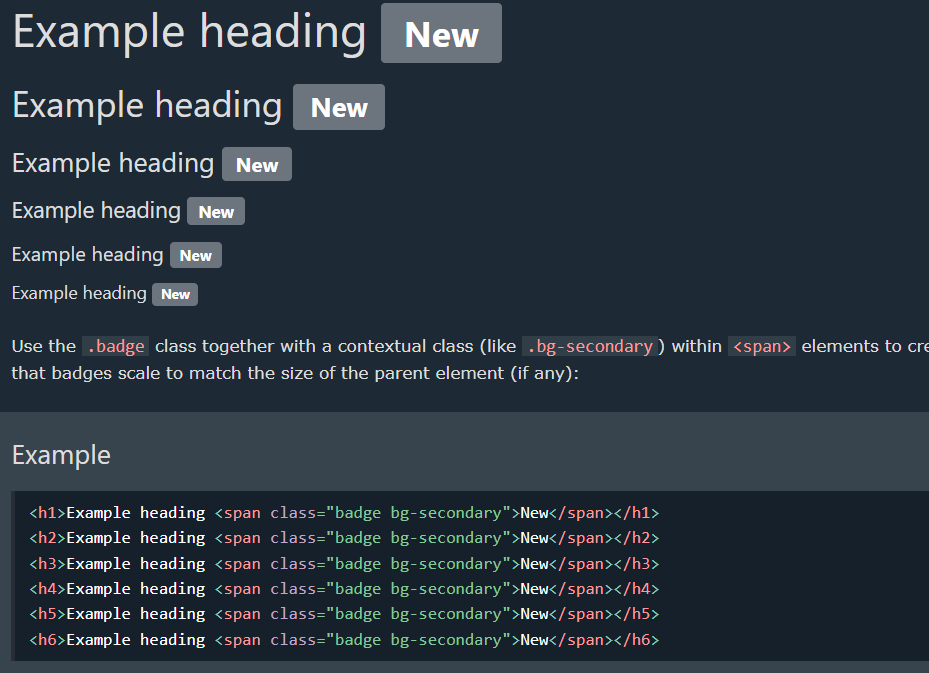 Example heading New
Example heading New
Example heading New
Example heading New
Example heading New
Example heading New
Use the .badge class together with a contextual class (like .bg-secondary) within <span> elements to
that badges scale to match the size of the parent element (if any):
Example
<h1>Example heading <span class="badge bg-secondary">New</span></h1>
<h2>Example heading <span class="badge bg-secondary">New</span></h2>
<h3>Example heading <span class="badge bg-secondary">New</span></h3>
<h4>Example heading <span class="badge bg-secondary">New</span></h4>
<h5>Example heading <span class="badge bg-secondary">New</span></h5>
<h6>Example heading <span class="badge bg-secondary">New</span></h6>